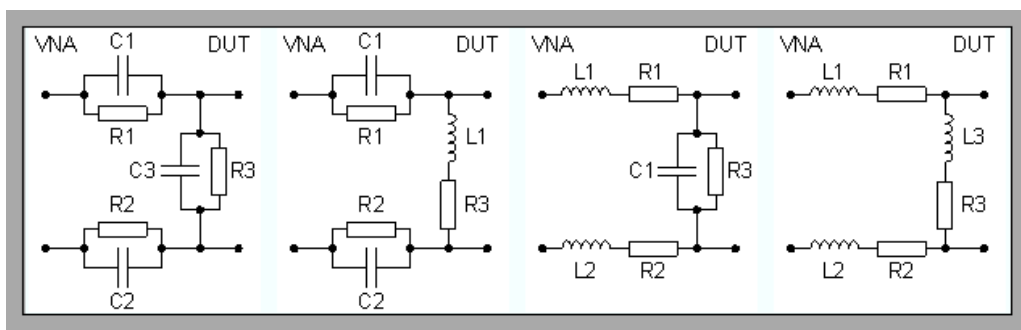 VNA C1 DUT
R1
C3 R3
R2
C2
VNA C1 DUT
R1 L1
R2 R3
C2
VNA DUT
L1 R1
C1 R3
L2 R2
VNA DUT
L1 R1
L3
R3
L2 R2